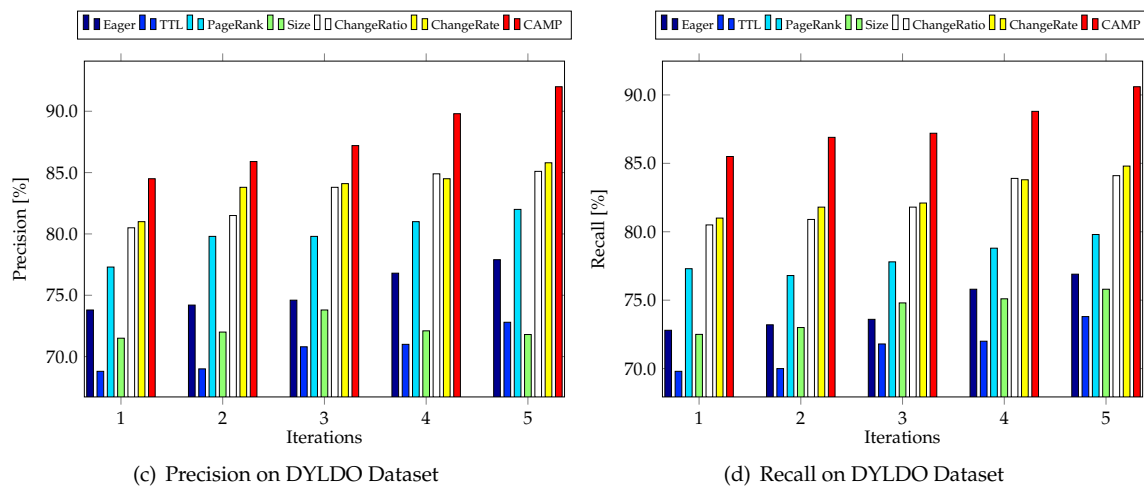 Eager TTL PageRank Size ChangeRatio ChangeRate CAMP
Precision [%]
90.0
85.0
80.0
75.0
70.0
1 2 3 4 5
Iterations
(c) Precision on DYLDO Dataset
Eager TTL PageRank Size ChangeRatio ChangeRate CAMP
Recall [%]
90.0
85.0
80.0
75.0
70.0
1 2 3 4 5
Iterations
(d) Recall on DYLDO Dataset